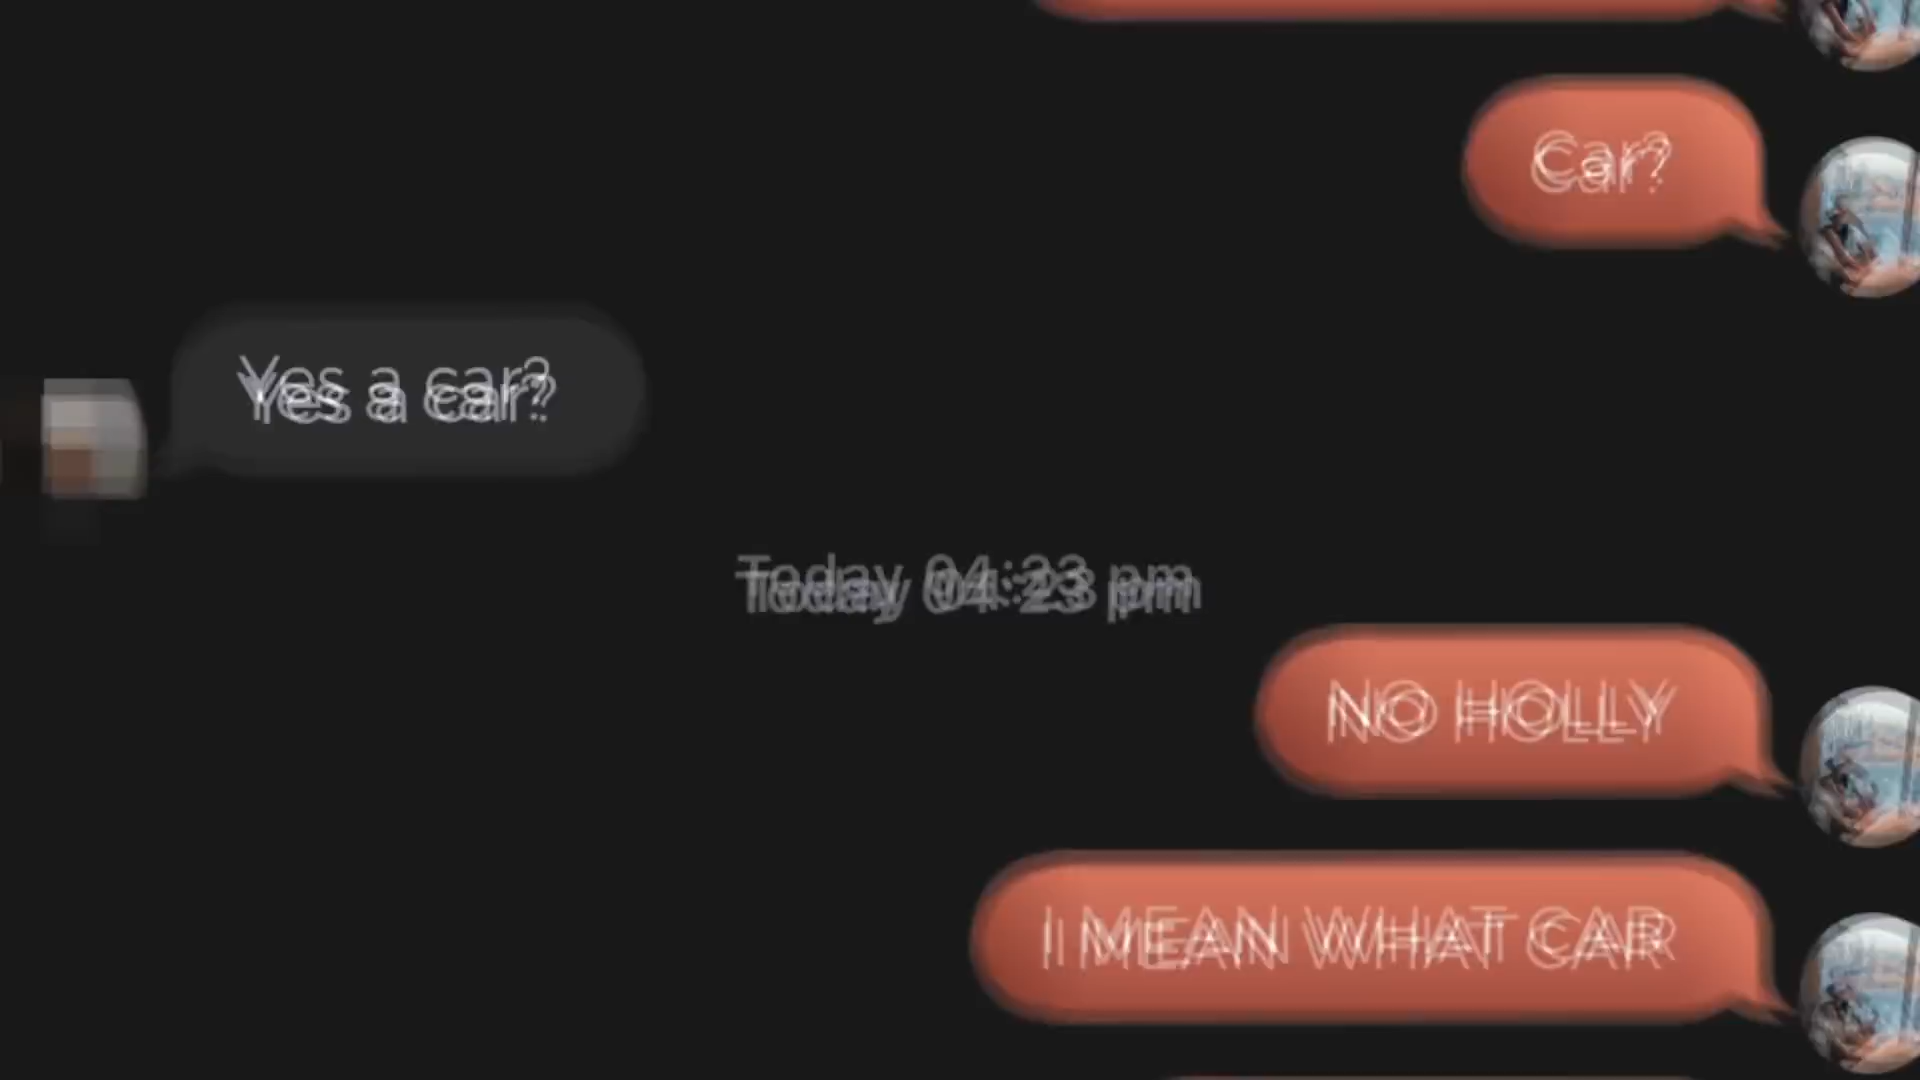 Car?
Yes a car?
Today 04:23 pm
NO HOLLY
I MEAN WHAT CAR